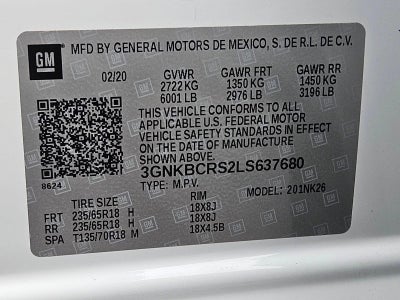 GM
MFD BY GENERAL MOTORS DE MEXICO, S. DE R.L. DE C.V.
02/20 GVWR GAWR FRT GAWR RR
2722 KG 1350 KG 1450 KG
6001 LB 2976 LB 3196 LB
THIS VEHICLE CONFORMS TO ALL
APPLICABLE U.S. FEDERAL MOTOR
VEHICLE SAFETY STANDARDS IN EFFECT
ON THE DATE OF MANUFACTURE
SHOWN ABOVE.
8624
3GNKBCRS2LS637680
TYPE: M.P.V. MODEL: 201NK26
RIM
FRT 235/65R18 H 18X8J
RR 235/65R18 H 18X8J
SPA T135/70R18 M 18X4.5B